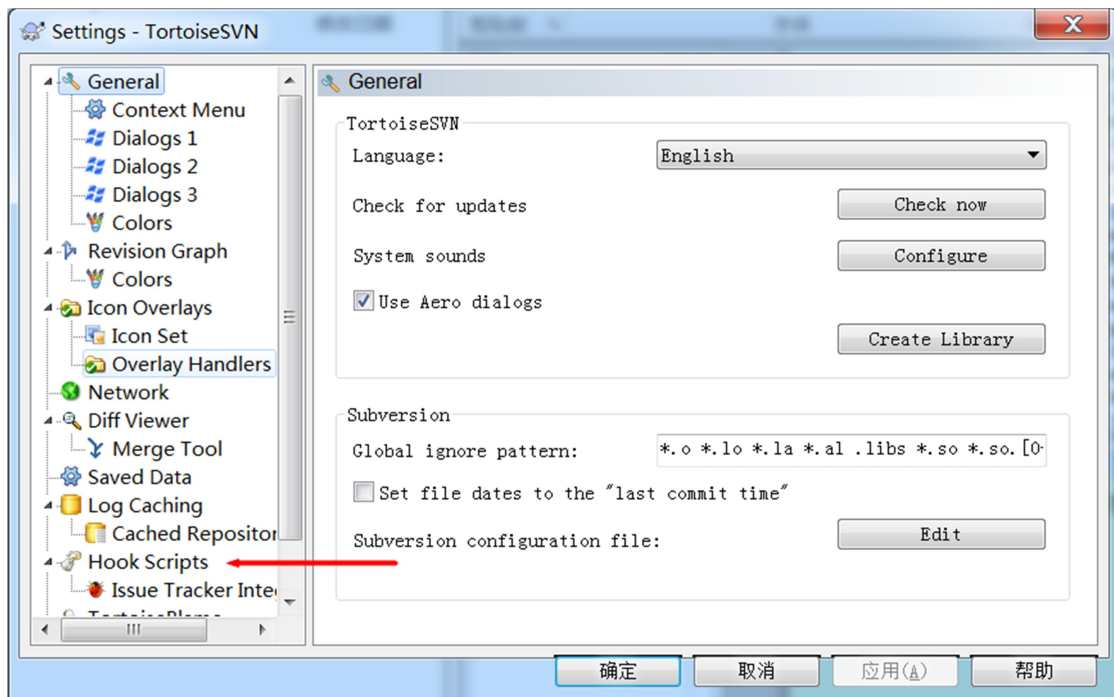 Settings - TortoiseSVN
General
Context Menu
Dialogs 1
Dialogs 2
Dialogs 3
Colors
Revision Graph
Colors
Icon Overlays
Icon Set
Overlay Handlers
Network
Diff Viewer
Merge Tool
Saved Data
Log Caching
Cached Repositor
Hook Scripts
Issue Tracker Inte
General
TortoiseSVN
Language: English
Check for updates Check now
System sounds Configure
Use Aero dialogs
Create Library
Subversion
Global ignore pattern: *.o *.lo *.la *.al .libs *.so *.so.[0-
Set file dates to the "last commit time"
Subversion configuration file: Edit
确定 取消 应用(A) 帮助